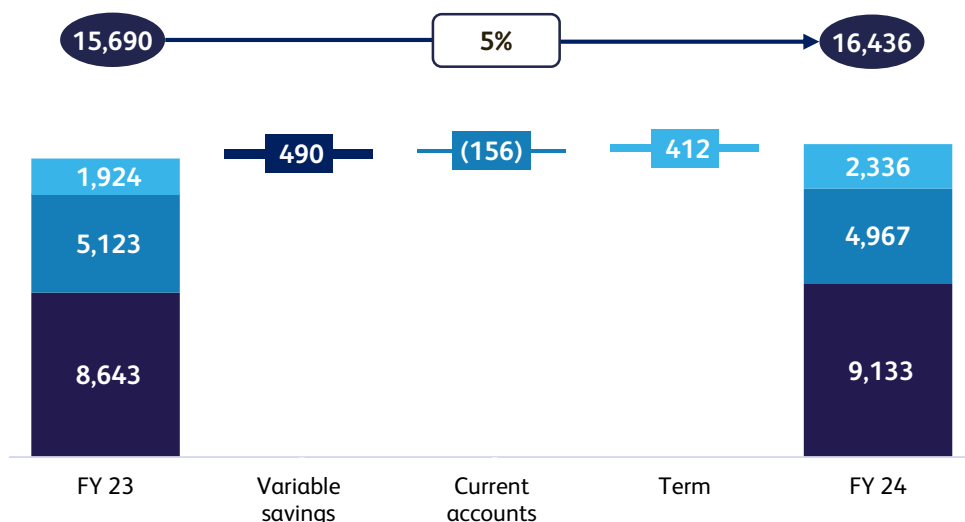 15,690
5%
16,436
490
(156)
412
1,924
2,336
5,123
4,967
8,643
9,133
FY 23
Variable
savings
Current
accounts
Term
FY 24